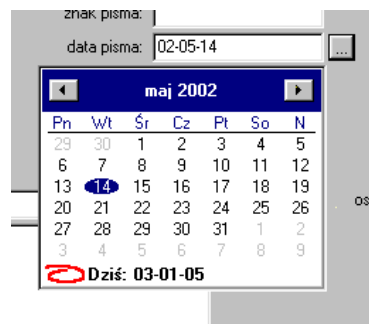 znak pisma:
data pisma: 02-05-14 ...
maj 2002
Pn Wt Śr Cz Pt So N
29 30 1 2 3 4 5
6 7 8 9 10 11 12
13 14 15 16 17 18 19
20 21 22 23 24 25 26
27 28 29 30 31 1 2
3 4 5 6 7 8 9
Dziś: 03-01-05
os